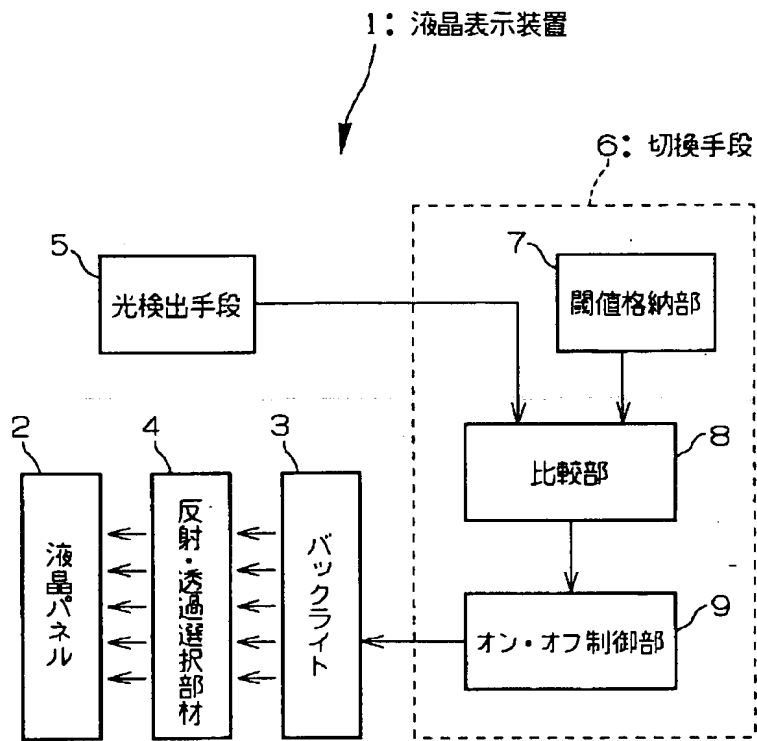 1: 液晶表示装置
6: 切換手段
5
光検出手段
7
閾値格納部
2
液晶パネル
4
反射・透過選択部材
3
バックライト
8
比較部
9
オン・オフ制御部